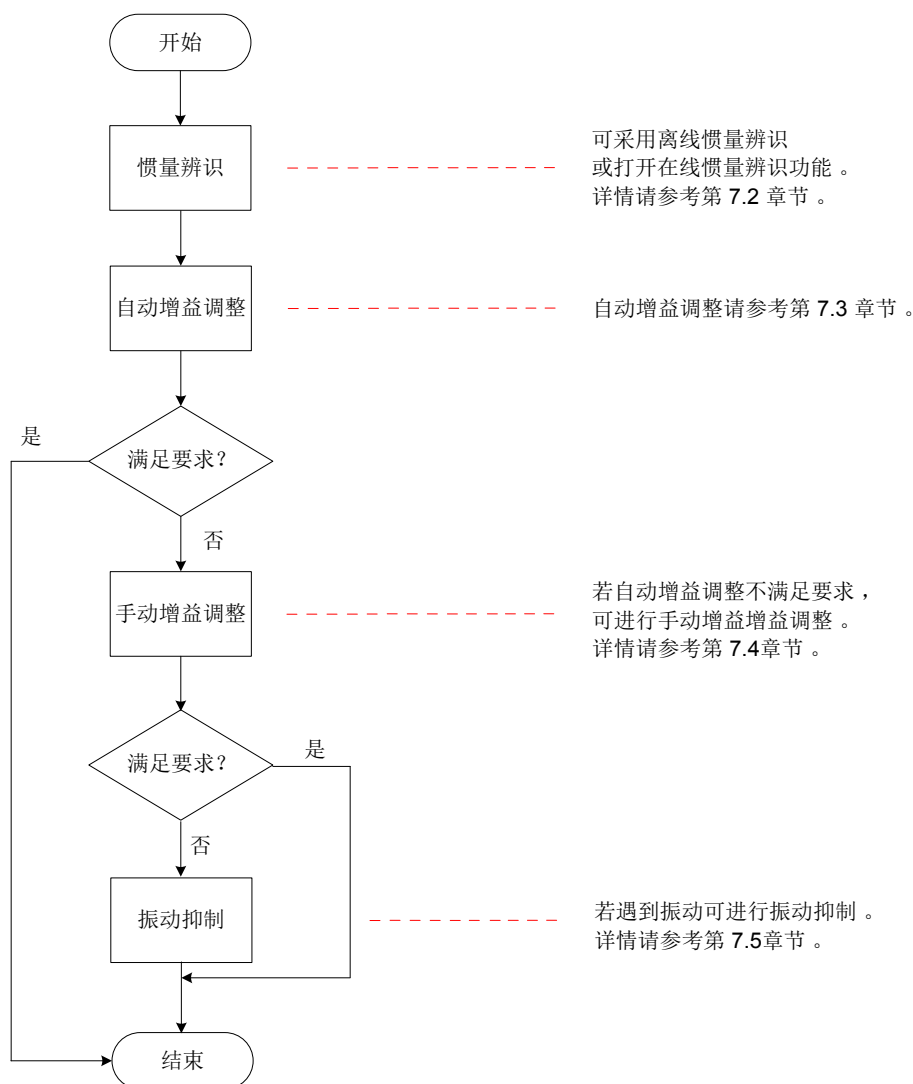 开始
惯量辨识
可采用离线惯量辨识
或打开在线惯量辨识功能 。
详情请参考第 7.2 章节 。
自动增益调整
自动增益调整请参考第 7.3 章节 。
是
满足要求?
否
手动增益调整
若自动增益调整不满足要求 ，
可进行手动增益增益调整 。
详情请参考第 7.4章节 。
满足要求?
是
否
振动抑制
若遇到振动可进行振动抑制 。
详情请参考第 7.5章节 。
结束